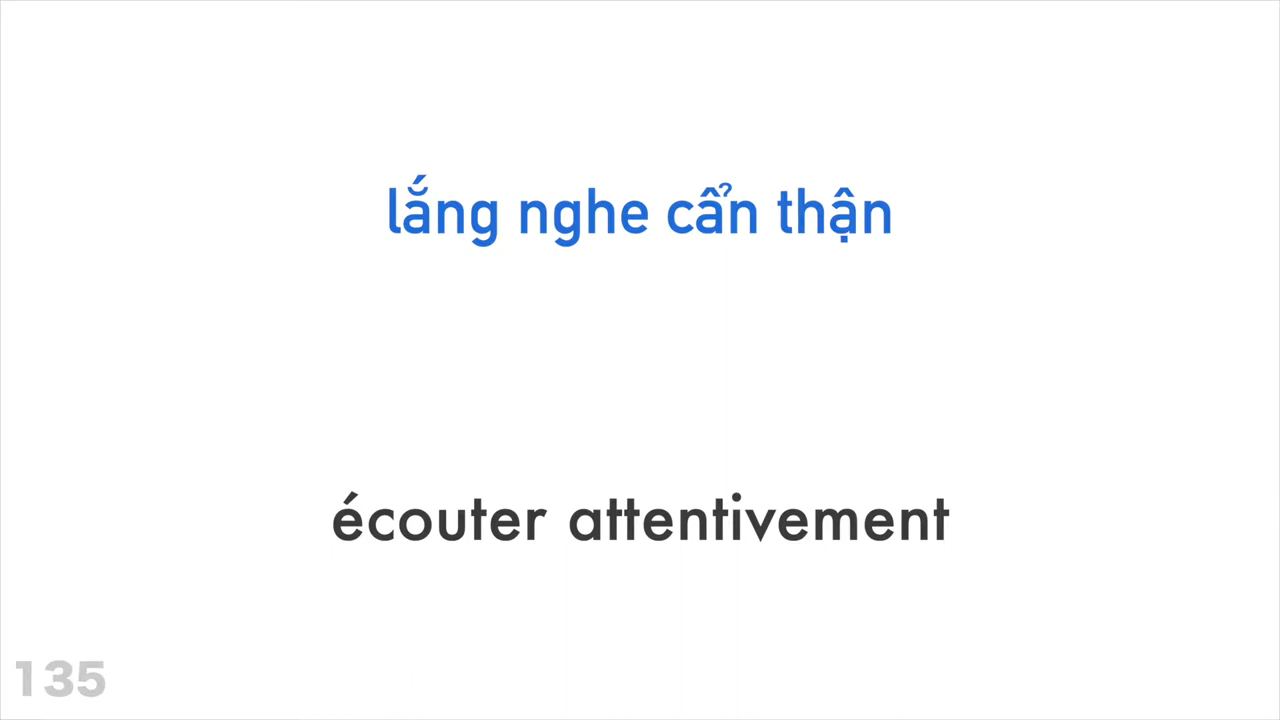 lắng nghe cẩn thận
écouter attentivement
135